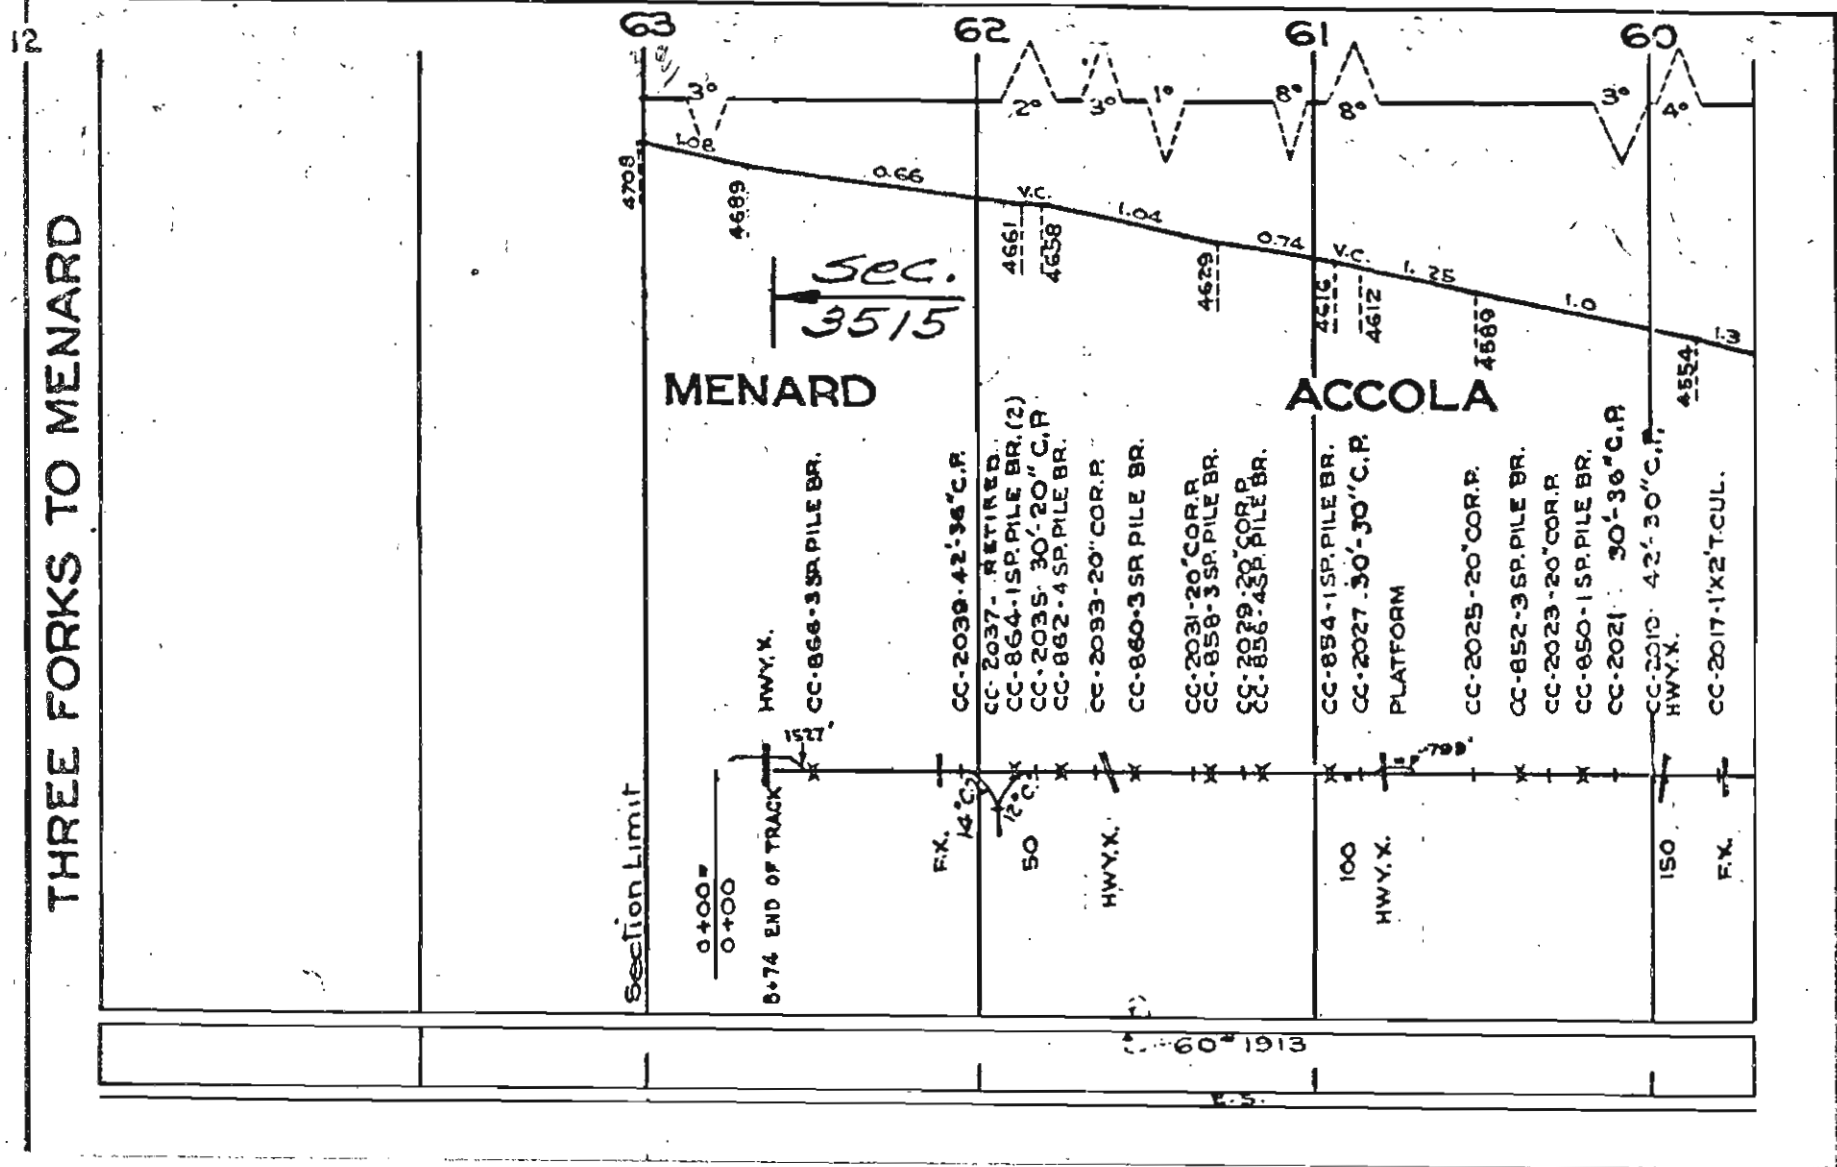 12
THREE FORKS TO MENARD
63
62
61
60
3°
2°
3°
1°
8°
8°
3°
4°
1.08
0.66
V.C.
1.04
0.74
V.C.
1.25
1.0
1.3
4708
4689
4661
4658
4629
4616
4612
4589
4554
Sec.
3515
MENARD
ACCOLA
HWY.X.
CC-866-3 SP. PILE BR.
CC-2039-42'-36" C.P.
CC-2037-RETIRED
CC-864-1 SP. PILE BR. (2)
CC-2035-30'-20" C.P.
CC-862-4 SP. PILE BR.
CC-2033-20" COR.P.
CC-860-3 SP. PILE BR.
CC-2031-20" COR.P.
CC-858-3 SP. PILE BR.
CC-2029-20" COR.P.
CC-856-4 SP. PILE BR.
CC-854-1 SP. PILE BR.
CC-2027-30'-30" C.P.
PLATFORM
CC-2025-20" COR.P.
CC-852-3 SP. PILE BR.
CC-2023-20" COR.P.
CC-850-1 SP. PILE BR.
CC-2021 30'-36" C.P.
CC-2019 42'-30" C.P.
HWY.X.
CC-2017-1'X2' T.CUL.
1527'
799'
Section Limit
0+00=
0+00
8+74 END OF TRACK
F.X.
14° C.
12° C.
50
HWY.X.
100
HWY.X.
150
F.X.
60# 1913
E.S.